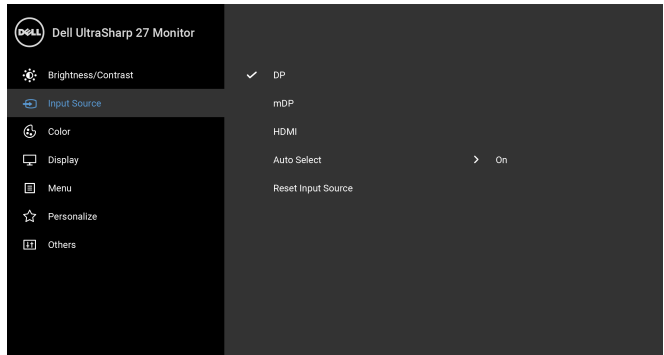 DELL Dell UltraSharp 27 Monitor
Brightness/Contrast
DP
Input Source
mDP
Color
HDMI
Display
Auto Select
On
Menu
Reset Input Source
Personalize
Others